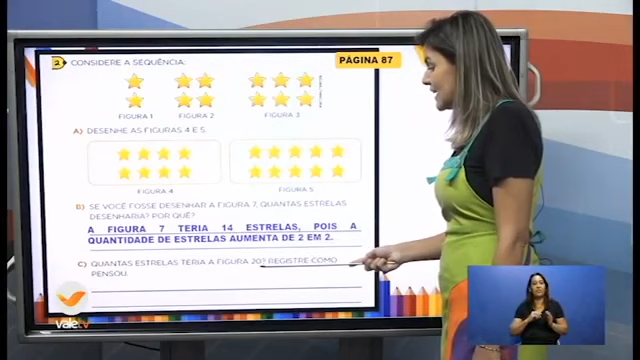 PÁGINA 87
2 CONSIDERE A SEQUÊNCIA:
FIGURA 1 FIGURA 2 FIGURA 3
A) DESENHE AS FIGURAS 4 E 5.
FIGURA 4 FIGURA 5
B) SE VOCÊ FOSSE DESENHAR A FIGURA 7, QUANTAS ESTRELAS
DESENHARIA? POR QUÊ?
A FIGURA 7 TERIA 14 ESTRELAS, POIS A
QUANTIDADE DE ESTRELAS AUMENTA DE 2 EM 2.
C) QUANTAS ESTRELAS TERIA A FIGURA 20? REGISTRE COMO
PENSOU.
Valetv